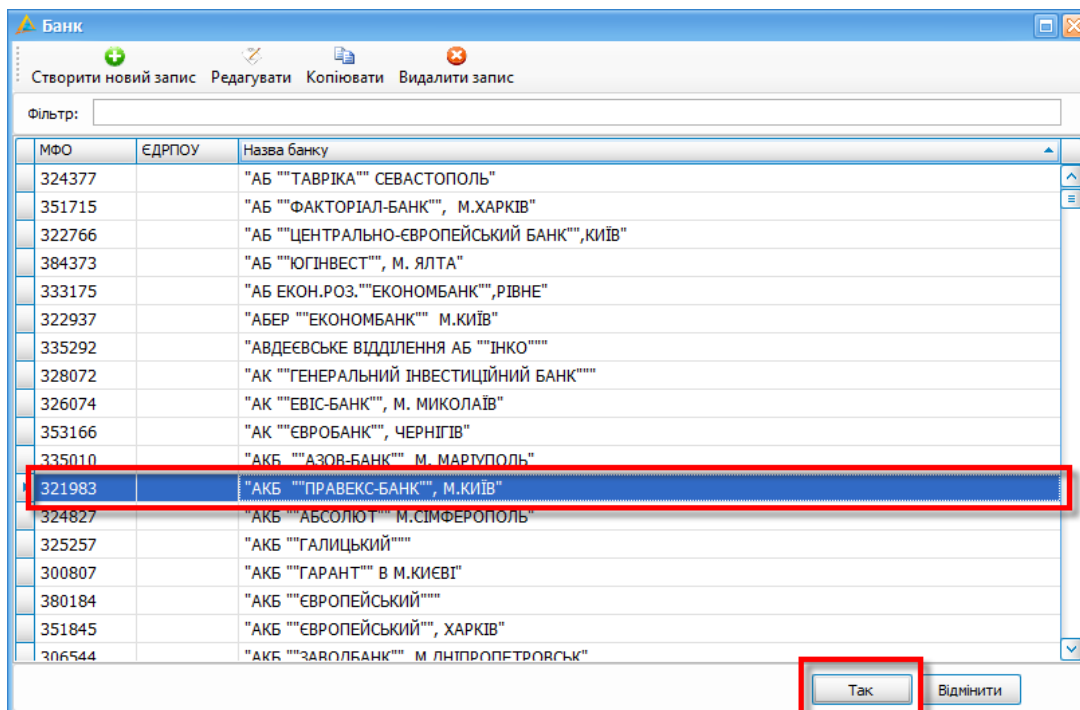 Банк
Створити новий запис Редагувати Копіювати Видалити запис
Фільтр:
МФО ЄДРПОУ Назва банку
324377 "АБ ""ТАВРІКА"" СЕВАСТОПОЛЬ"
351715 "АБ ""ФАКТОРІАЛ-БАНК"", М.ХАРКІВ"
322766 "АБ ""ЦЕНТРАЛЬНО-ЄВРОПЕЙСЬКИЙ БАНК"",КИЇВ"
384373 "АБ ""ЮГІНВЕСТ"", М. ЯЛТА"
333175 "АБ ЕКОН.РОЗ.""ЕКОНОМБАНК"",РІВНЕ"
322937 "АБЕР ""ЕКОНОМБАНК"" М.КИЇВ"
335292 "АВДЕЄВСЬКЕ ВІДДІЛЕННЯ АБ ""ІНКО"""
328072 "АК ""ГЕНЕРАЛЬНИЙ ІНВЕСТИЦІЙНИЙ БАНК"""
326074 "АК ""ЕВІС-БАНК"", М. МИКОЛАЇВ"
353166 "АК ""ЄВРОБАНК"", ЧЕРНІГІВ"
335010 "АКБ ""АЗОВ-БАНК"" М. МАРІУПОЛЬ"
321983 "АКБ ""ПРАВЕКС-БАНК"", М.КИЇВ"
324827 "АКБ ""АБСОЛЮТ"" М.СІМФЕРОПОЛЬ"
325257 "АКБ ""ГАЛИЦЬКИЙ"""
300807 "АКБ ""ГАРАНТ"" В М.КИЄВІ"
380184 "АКБ ""ЄВРОПЕЙСЬКИЙ"""
351845 "АКБ ""ЄВРОПЕЙСЬКИЙ"", ХАРКІВ"
306544 "АКБ ""ЗАВОДБАНК"" М.ДНІПРОПЕТРОВСЬК"
Так Відмінити